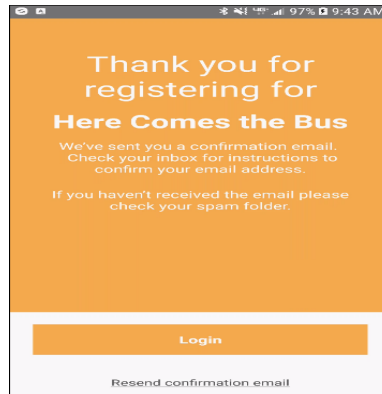 97% 9:43 AM
Thank you for
registering for
Here Comes the Bus
We've sent you a confirmation email.
Check your inbox for instructions to
confirm your email address.
If you haven't received the email please
check your spam folder.
Login
Resend confirmation email